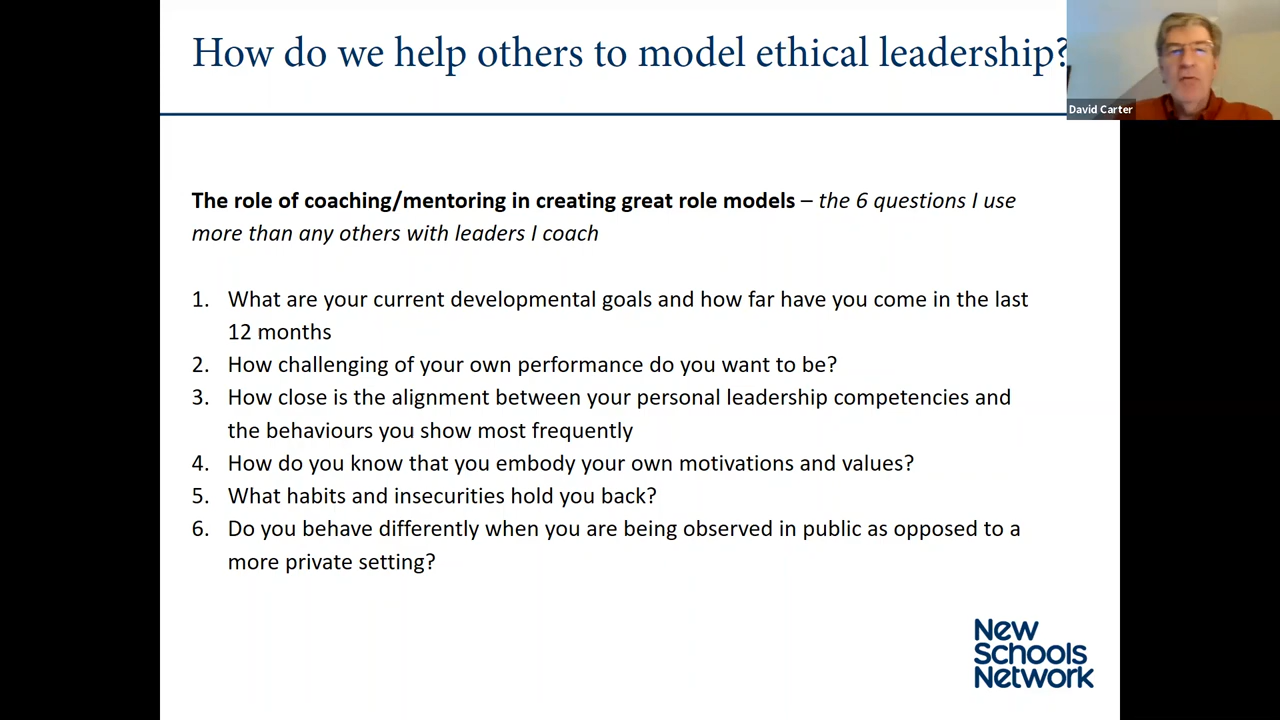 How do we help others to model ethical leadership?
David Carter
The role of coaching/mentoring in creating great role models – the 6 questions I use
more than any others with leaders I coach
1. What are your current developmental goals and how far have you come in the last
12 months
2. How challenging of your own performance do you want to be?
3. How close is the alignment between your personal leadership competencies and
the behaviours you show most frequently
4. How do you know that you embody your own motivations and values?
5. What habits and insecurities hold you back?
6. Do you behave differently when you are being observed in public as opposed to a
more private setting?
New
Schools
Network